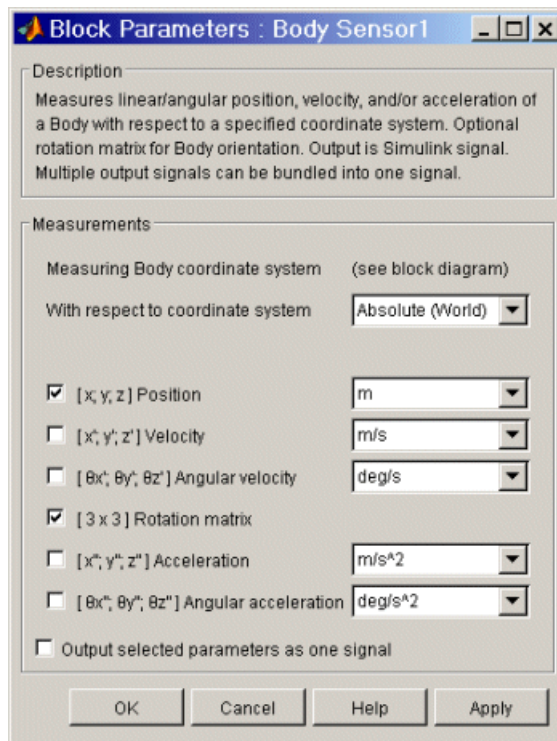 Block Parameters : Body Sensor1
Description
Measures linear/angular position, velocity, and/or acceleration of
a Body with respect to a specified coordinate system. Optional
rotation matrix for Body orientation. Output is Simulink signal.
Multiple output signals can be bundled into one signal.
Measurements
Measuring Body coordinate system (see block diagram)
With respect to coordinate system Absolute (World)
[ x; y; z ] Position m
[ x'; y'; z' ] Velocity m/s
[ θx'; θy'; θz' ] Angular velocity deg/s
[ 3 x 3 ] Rotation matrix
[ x"; y"; z" ] Acceleration m/s^2
[ θx"; θy"; θz" ] Angular acceleration deg/s^2
Output selected parameters as one signal
OK Cancel Help Apply